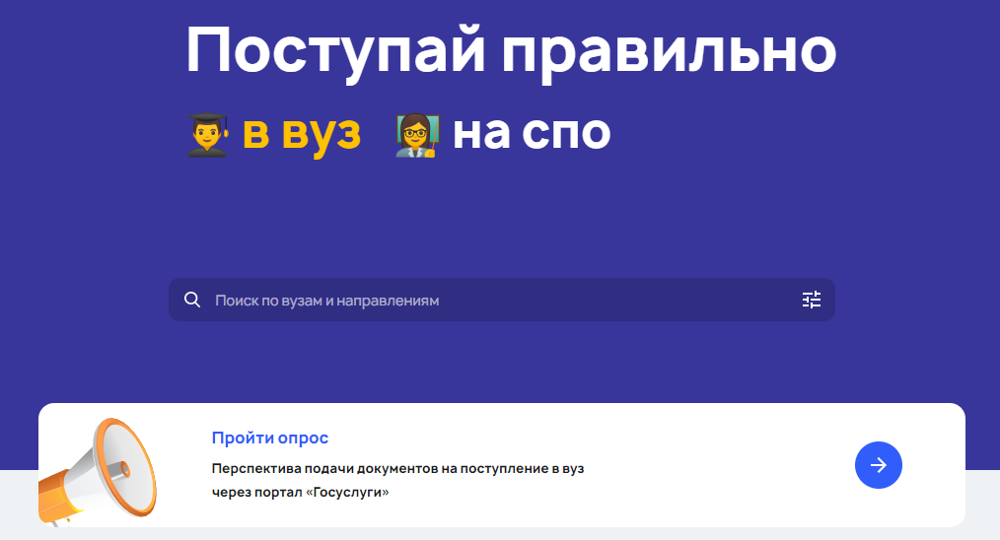 Поступай правильно
в вуз на спо
Поиск по вузам и направлениям
Пройти опрос
Перспектива подачи документов на поступление в вуз
через портал «Госуслуги»